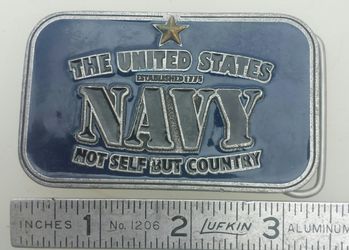 THE UNITED STATES
ESTABLISHED 1775
NAVY
NOT SELF BUT COUNTRY
INCHES 1 No. 1206 2 LUFKIN 3 ALUMINUM